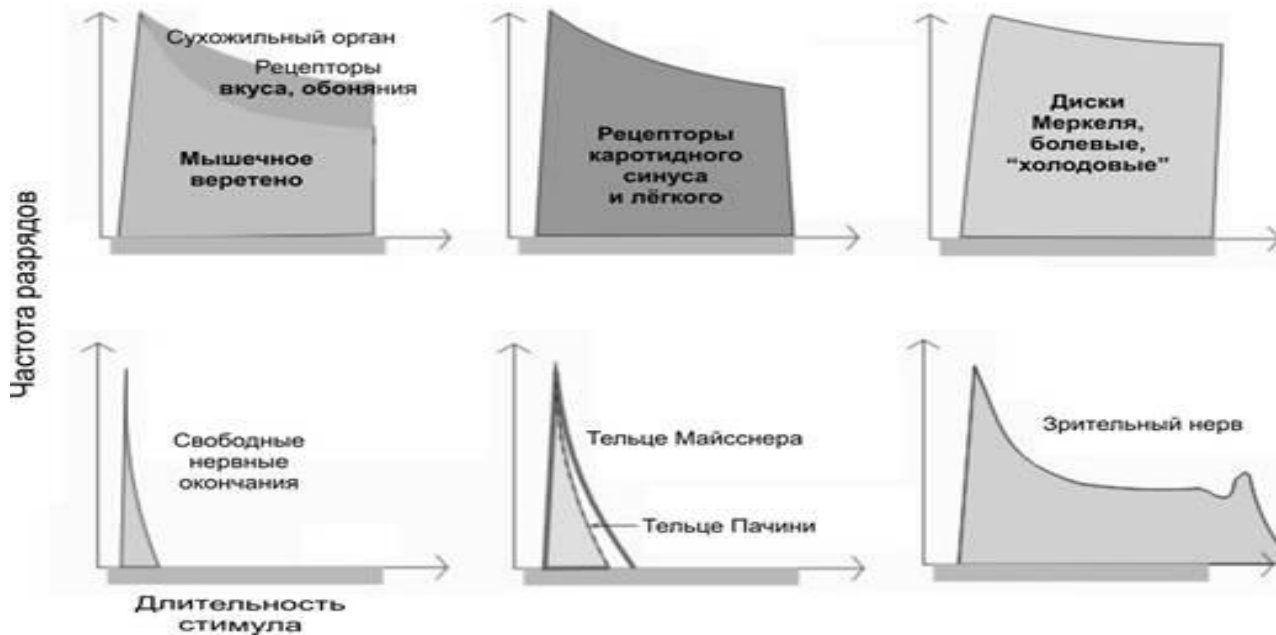 Частота разрядов
Сухожильный орган
Рецепторы
вкуса, обоняния
Мышечное
веретено
Рецепторы
каротидного
синуса
и лёгкого
Диски
Меркеля,
болевые,
“холодовые”
Свободные
нервные
окончания
Тельце Майсснера
Тельце Пачини
Зрительный нерв
Длительность
стимула